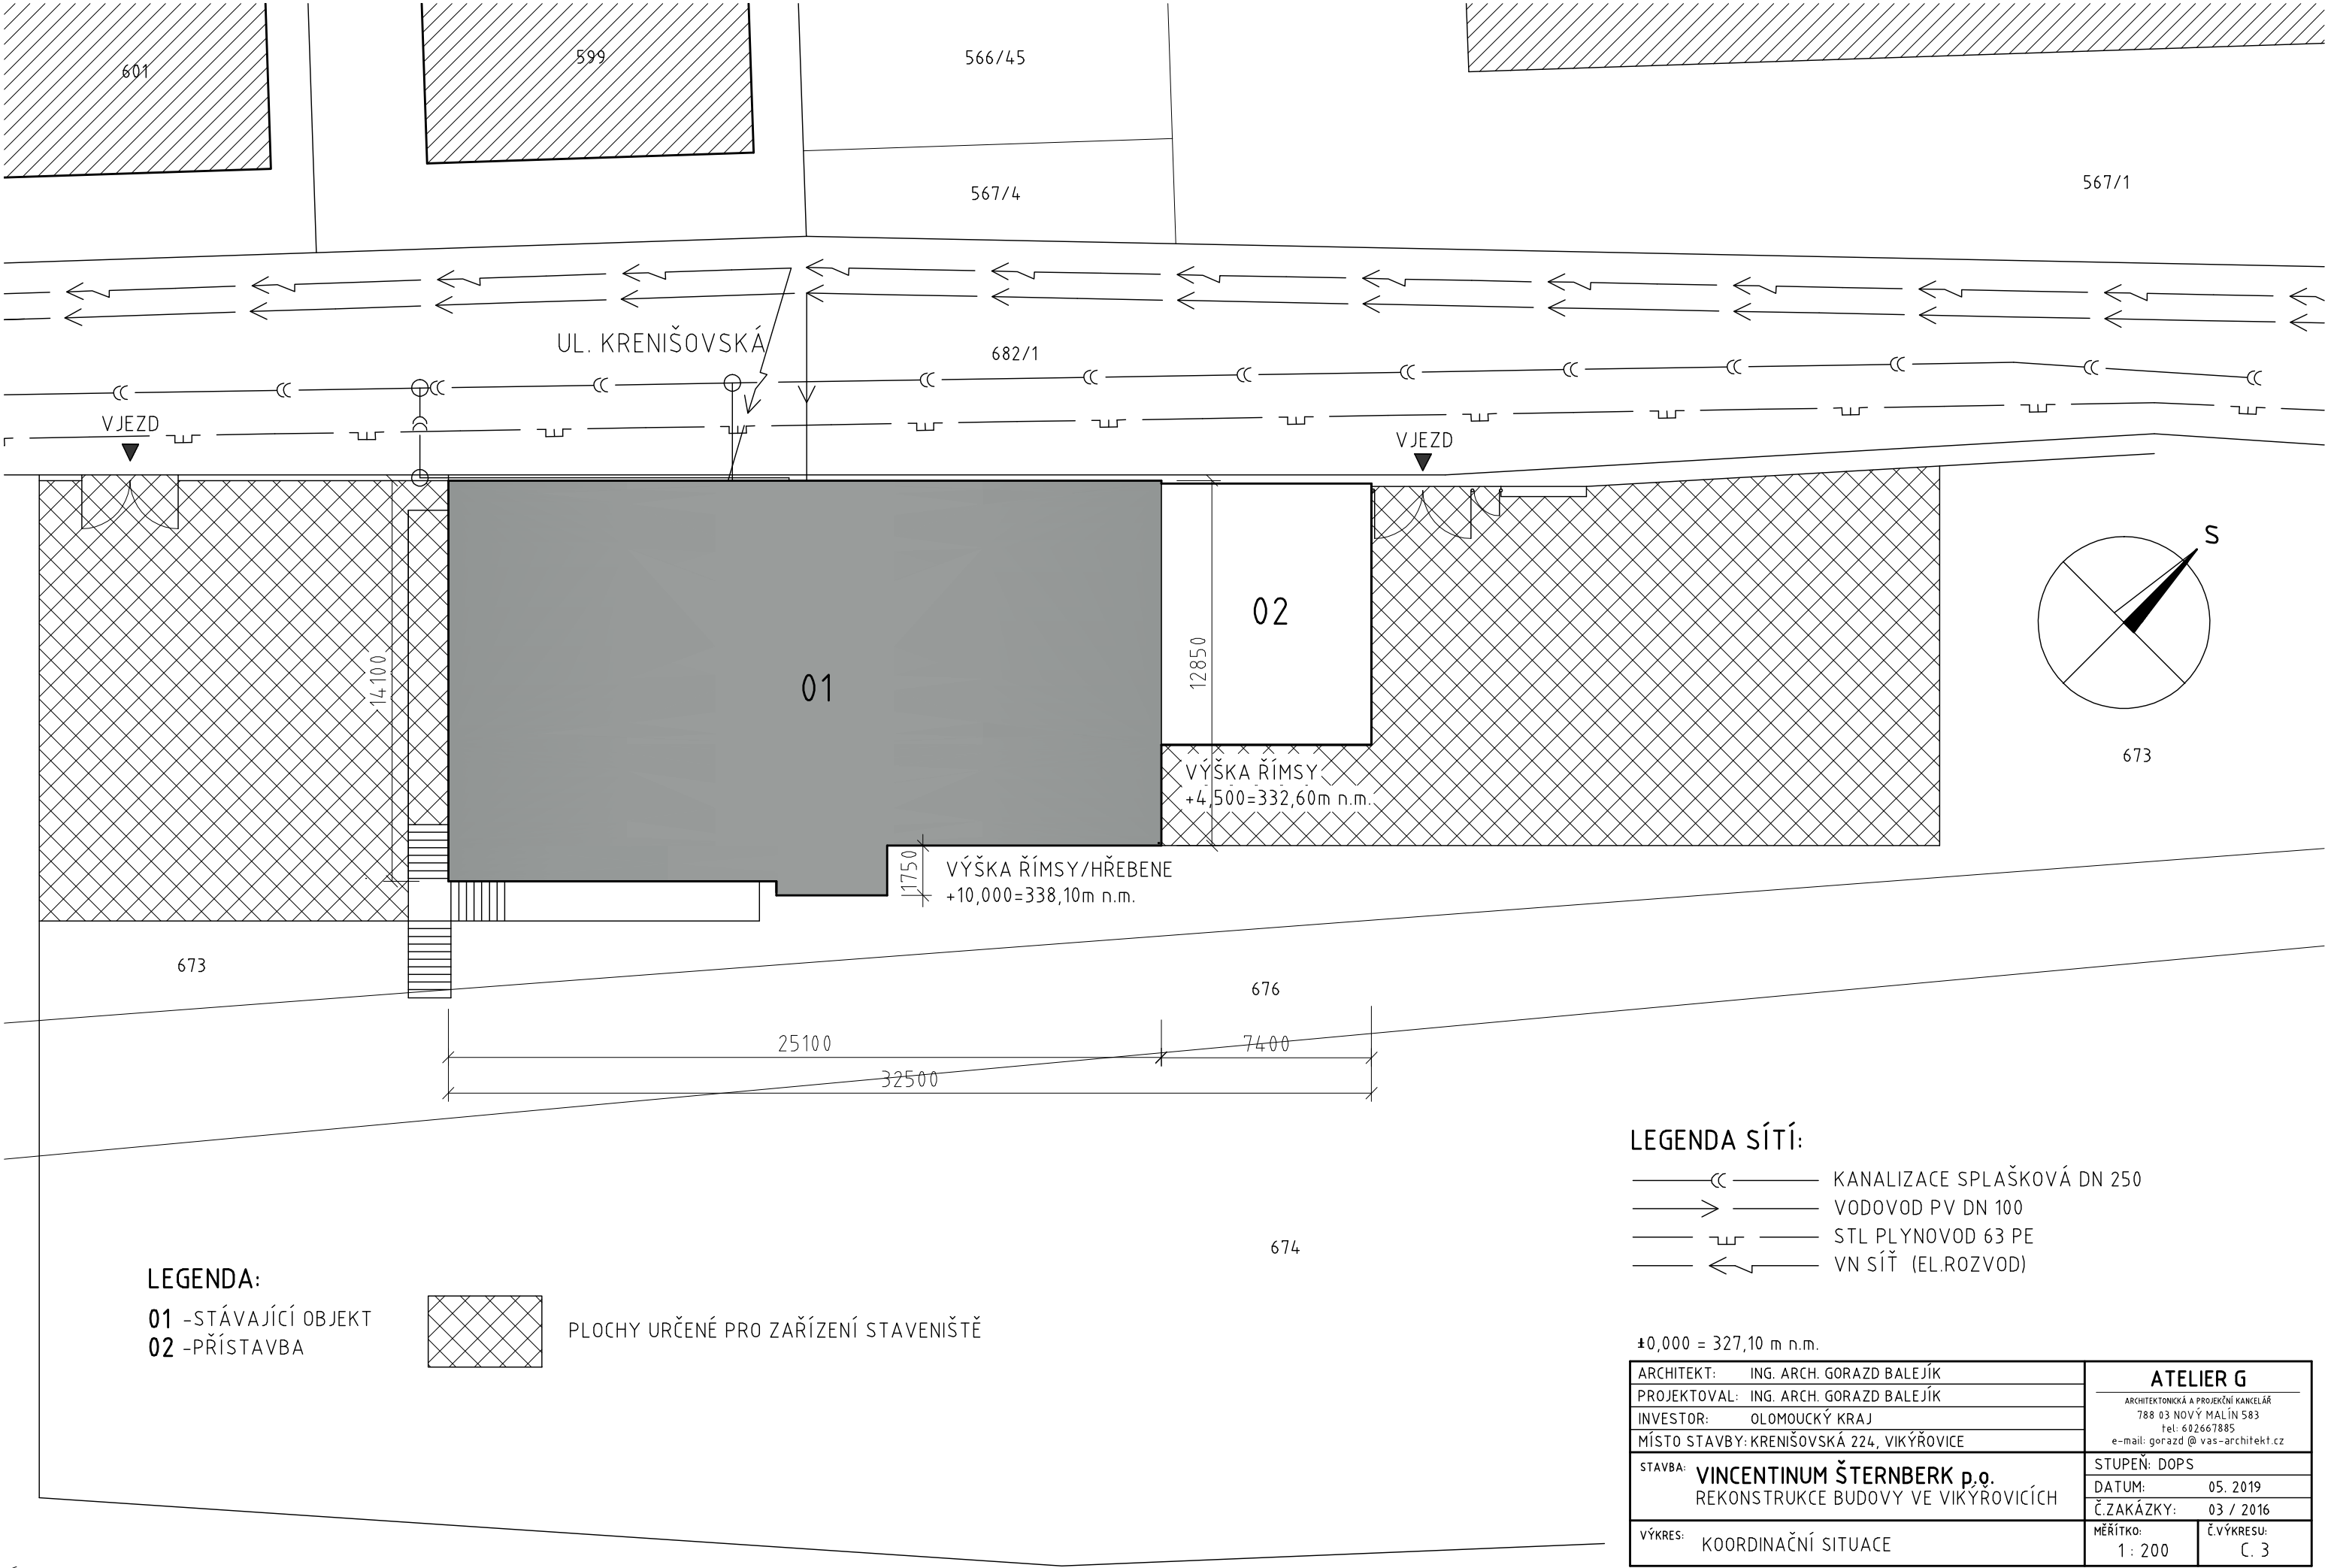 601
599
566/45
567/4
567/1
UL. KRENIŠOVSKÁ
682/1
VJEZD
VJEZD
S
02
01
14100
12850
673
VÝŠKA ŘÍMSY
+4,500=332,60m n.m.
1750
VÝŠKA ŘÍMSY/HŘEBENE
+10,000=338,10m n.m.
673
676
25100
7400
32500
LEGENDA SÍTÍ:
KANALIZACE SPLAŠKOVÁ DN 250
VODOVOD PV DN 100
STL PLYNOVOD 63 PE
VN SÍŤ (EL.ROZVOD)
674
LEGENDA:
01 -STÁVAJÍCÍ OBJEKT
02 -PŘÍSTAVBA
PLOCHY URČENÉ PRO ZAŘÍZENÍ STAVENIŠTĚ
±0,000 = 327,10 m n.m.
ARCHITEKT: ING. ARCH. GORAZD BALEJÍK
PROJEKTOVAL: ING. ARCH. GORAZD BALEJÍK
INVESTOR: OLOMOUCKÝ KRAJ
MÍSTO STAVBY: KRENIŠOVSKÁ 224, VIKÝŘOVICE
ATELIER G
ARCHITEKTONICKÁ A PROJEKČNÍ KANCELÁŘ
788 03 NOVÝ MALÍN 583
tel: 602667885
e-mail: gorazd @ vas-architekt.cz
STAVBA: VINCENTINUM ŠTERNBERK p.o.
REKONSTRUKCE BUDOVY VE VIKÝŘOVICÍCH
STUPEŇ: DOPS
DATUM: 05. 2019
Č.ZAKÁZKY: 03 / 2016
VÝKRES: KOORDINAČNÍ SITUACE
MĚŘÍTKO: 1 : 200
Č.VÝKRESU: C. 3